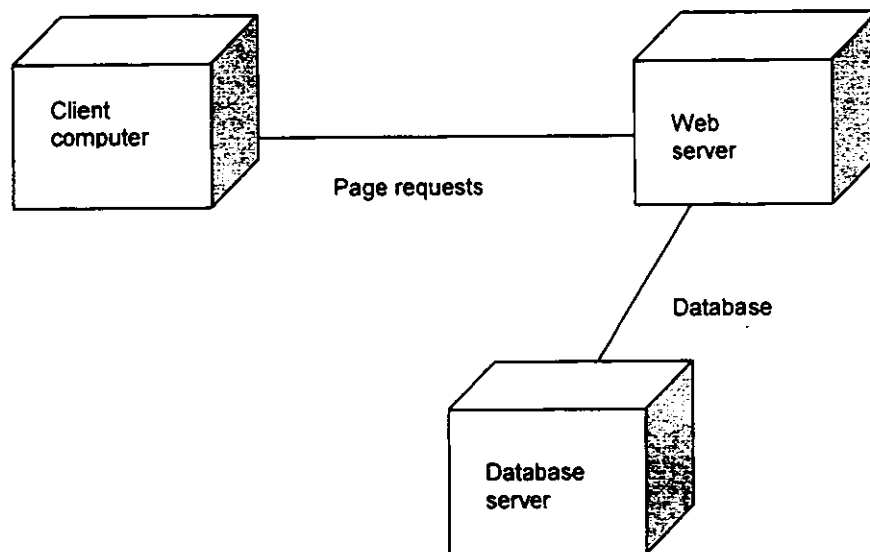 Client
computer
Web
server
Page requests
Database
Database
server